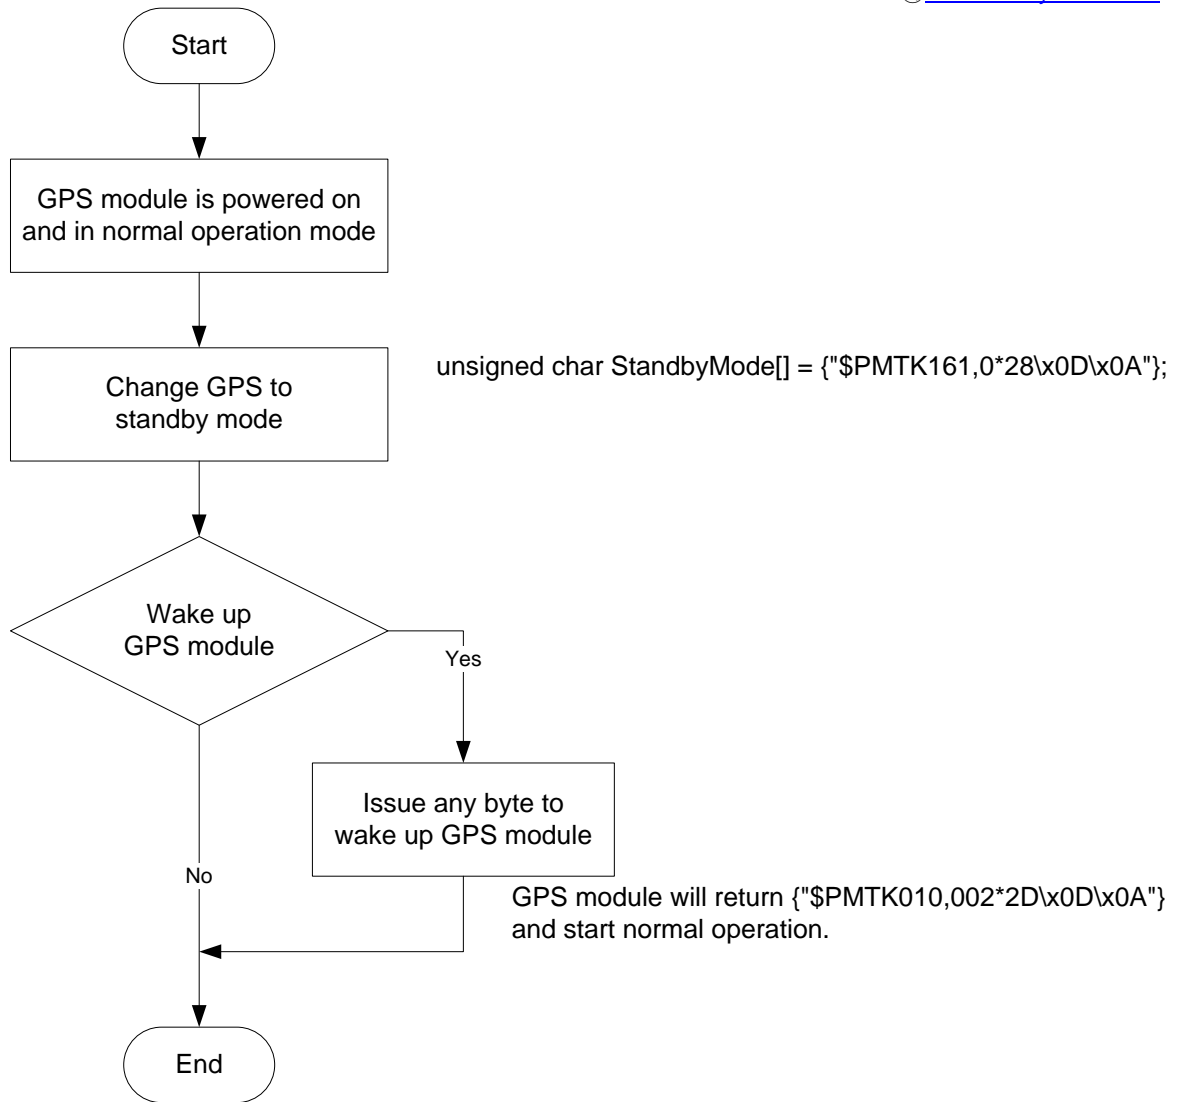 Start
GPS module is powered on
and in normal operation mode
Change GPS to
standby mode
unsigned char StandbyMode[] = {"$PMTK161,0*28\x0D\x0A"};
Wake up
GPS module
Yes
Issue any byte to
wake up GPS module
No
GPS module will return {"$PMTK010,002*2D\x0D\x0A"}
and start normal operation.
End